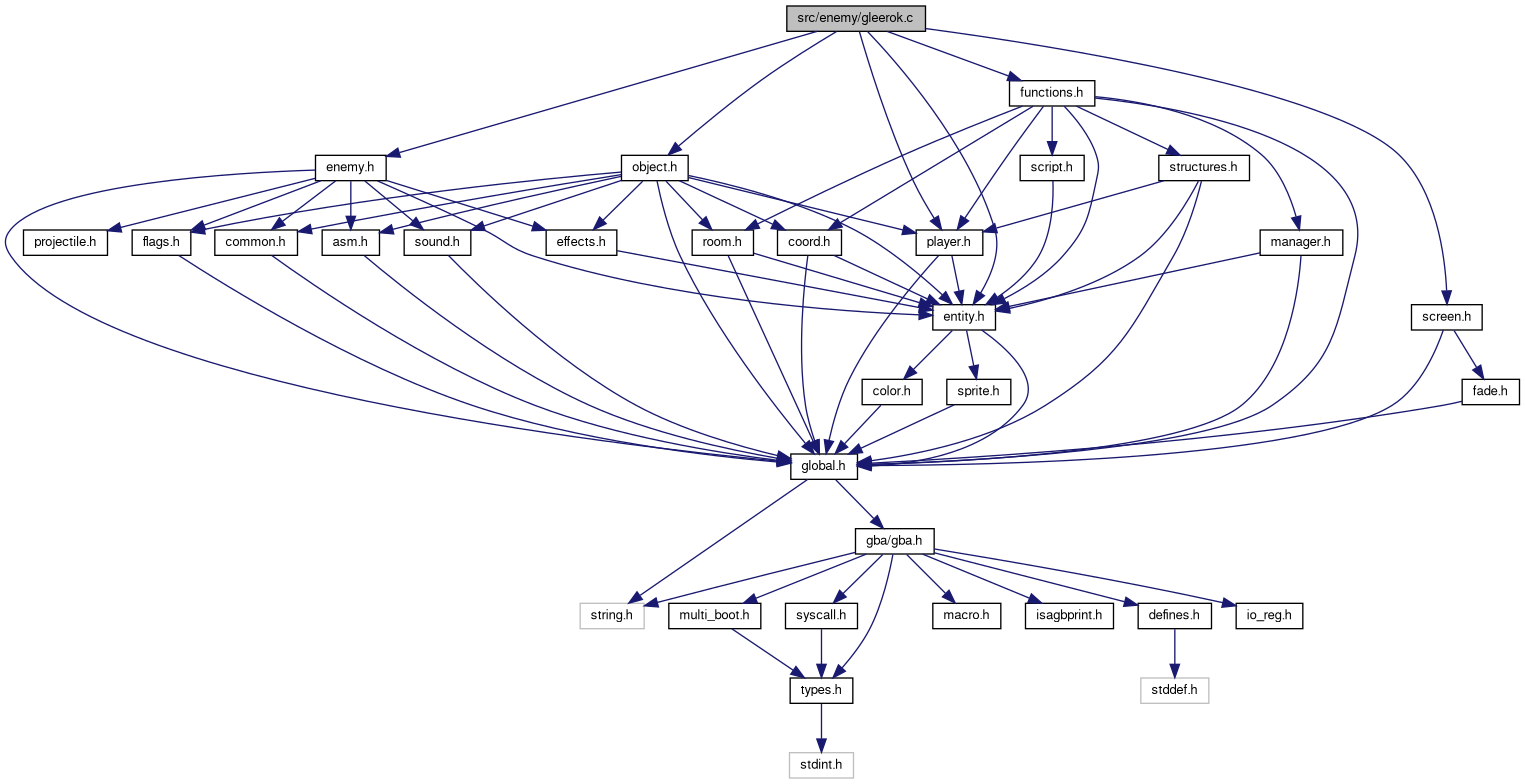 src/enemy/gleerok.c
functions.h
enemy.h
object.h
script.h
structures.h
projectile.h
flags.h
common.h
asm.h
sound.h
effects.h
room.h
coord.h
player.h
manager.h
entity.h
screen.h
color.h
sprite.h
fade.h
global.h
gba/gba.h
string.h
multi_boot.h
syscall.h
macro.h
isagbprint.h
defines.h
io_reg.h
types.h
stddef.h
stdint.h